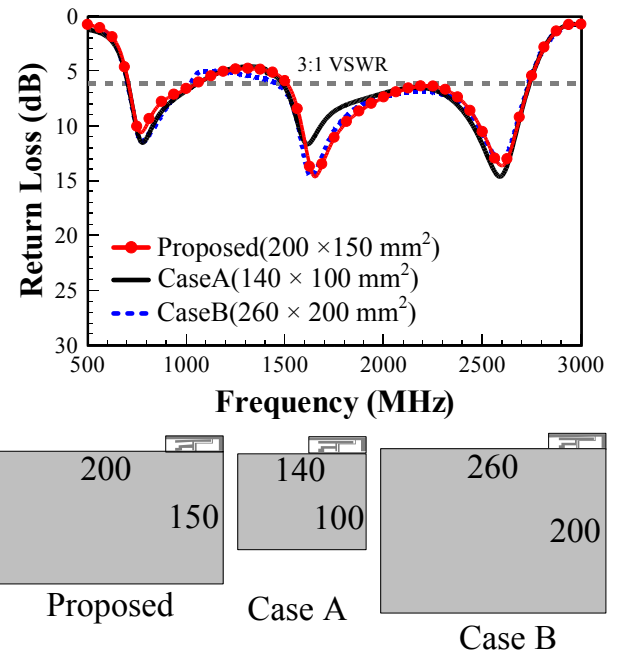 0
5
10
15
20
25
30
Return Loss (dB)
3:1 VSWR
Proposed(200 ×150 mm²)
CaseA(140 × 100 mm²)
CaseB(260 × 200 mm²)
500 1000 1500 2000 2500 3000
Frequency (MHz)
200
150
Proposed
140
100
Case A
260
200
Case B